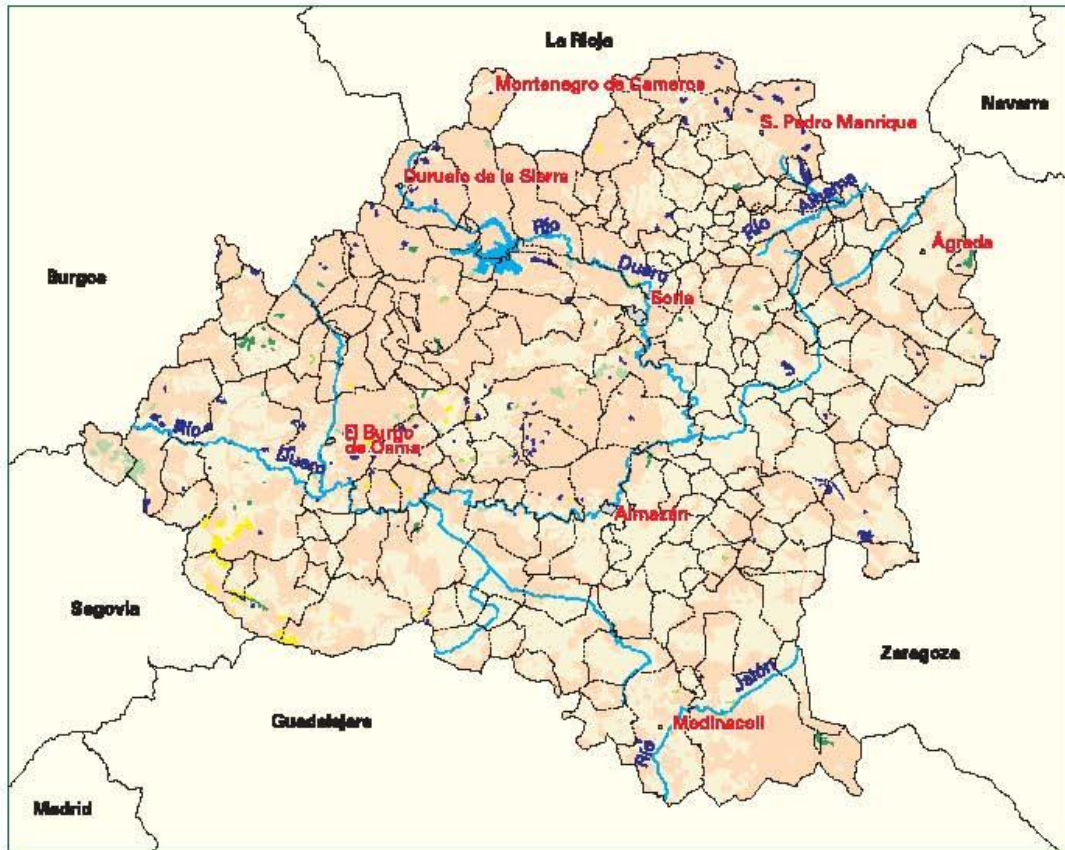 La Rioja
Montenegro de Cameros
Navarra
S. Pedro Manrique
Duruelo de la Sierra
Río Alhama
Río Duero
Ágreda
Burgos
Soria
Río Duero
El Burgo
de Osma
Almazán
Segovia
Zaragoza
Río Jalón
Guadalajara
Medinaceli
Madrid